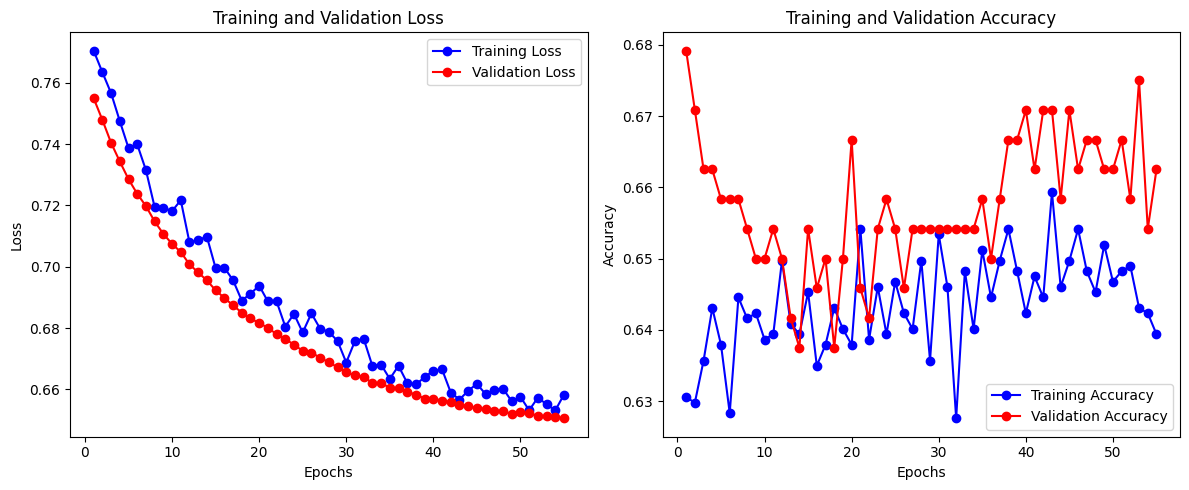 Training and Validation Loss
Training Loss
Validation Loss
0.76
0.74
0.72
0.70
0.68
0.66
Loss
0 10 20 30 40 50
Epochs
Training and Validation Accuracy
0.68
0.67
0.66
0.65
0.64
0.63
Accuracy
Training Accuracy
Validation Accuracy
0 10 20 30 40 50
Epochs